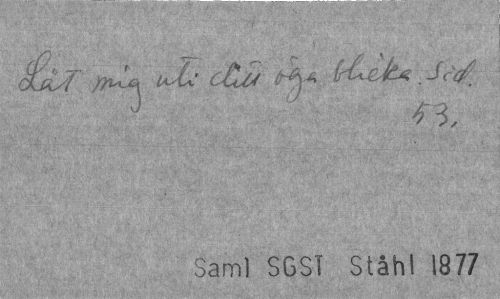 Låt mig uti ditt öga blicka. Sid.
53.
Saml SGST Ståhl 1877